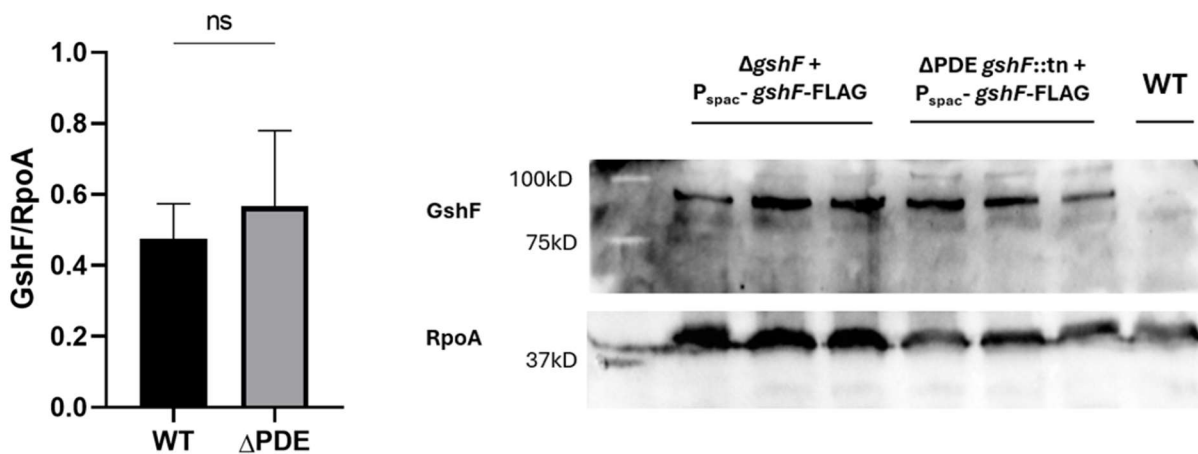 ns
1.0
0.8
0.6
0.4
0.2
0.0
GshF/RpoA
WT
ΔPDE
ΔgshF +
Pspac- gshF-FLAG
ΔPDE gshF::tn +
Pspac- gshF-FLAG
WT
100kD
GshF
75kD
RpoA
37kD